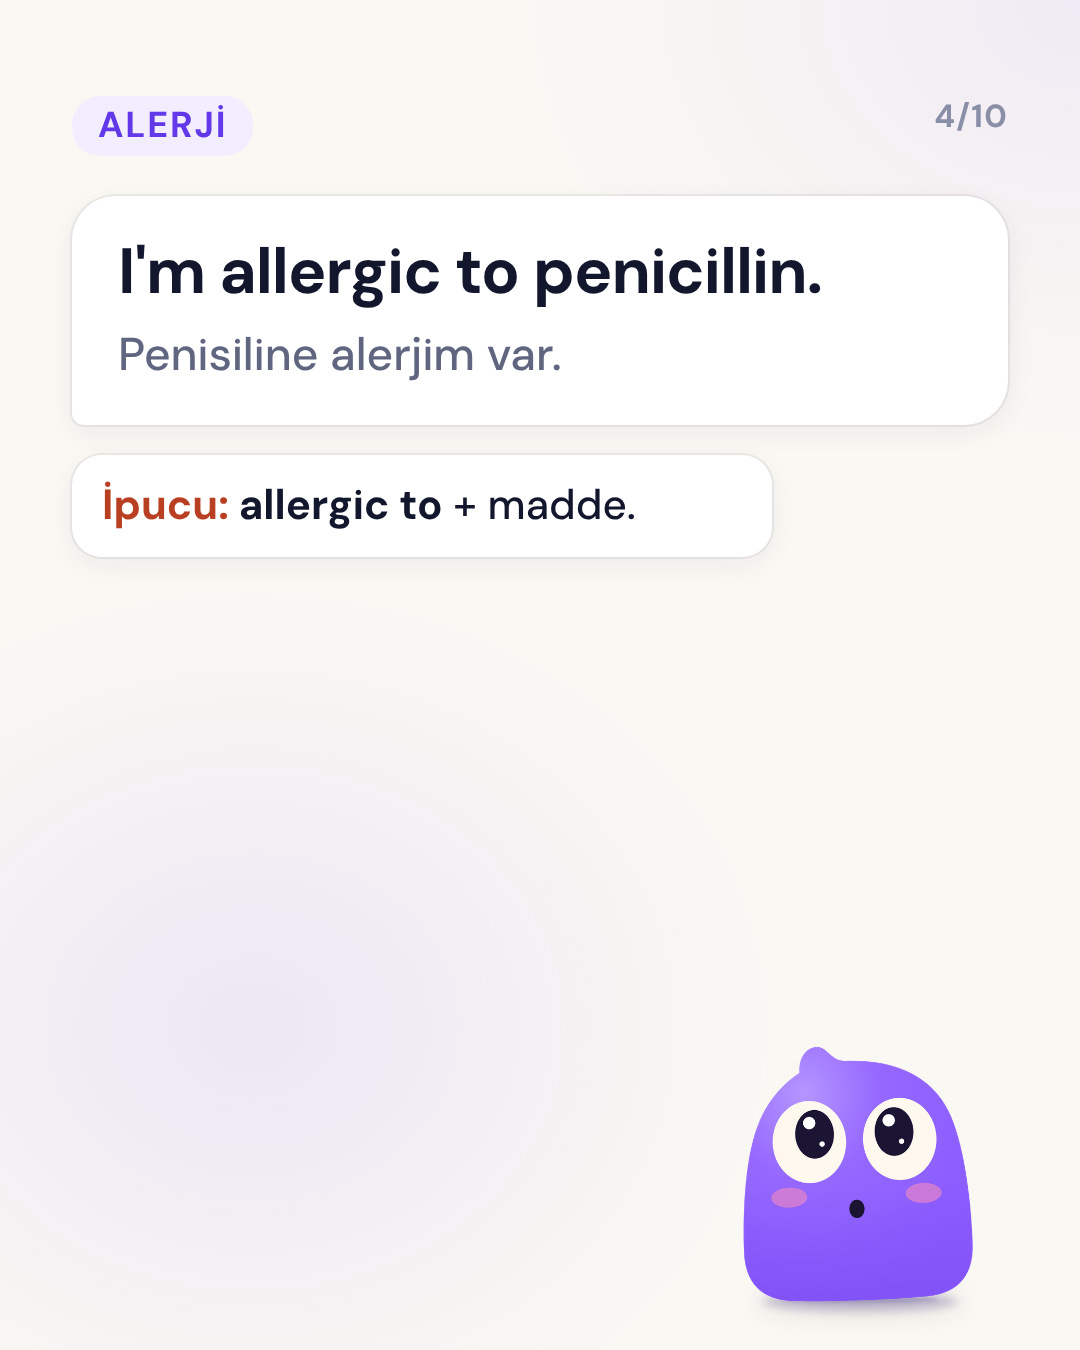 ALERJİ
4/10
I'm allergic to penicillin.
Penisiline alerjim var.
İpucu: allergic to + madde.